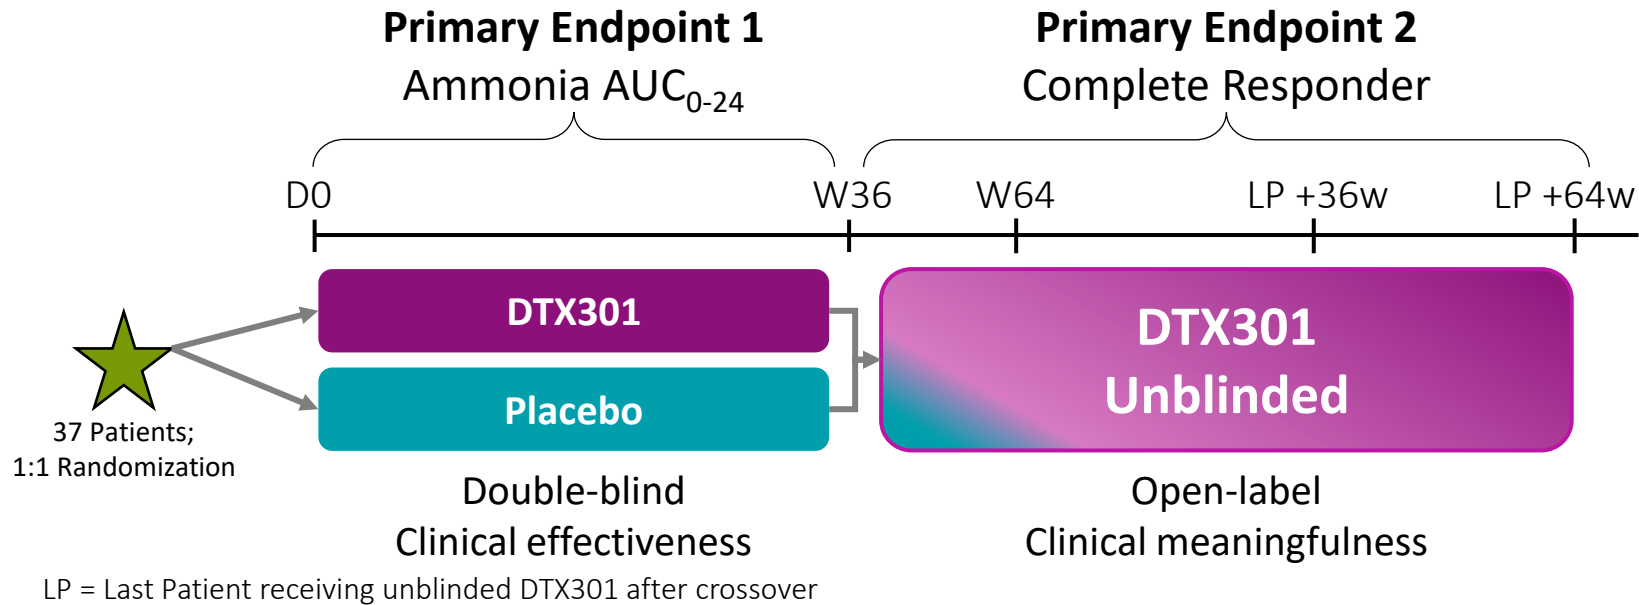 Primary Endpoint 1
Ammonia AUC0-24
Primary Endpoint 2
Complete Responder
D0
W36
W64
LP +36w
LP +64w
DTX301
Placebo
DTX301
Unblinded
37 Patients;
1:1 Randomization
Double-blind
Clinical effectiveness
Open-label
Clinical meaningfulness
LP = Last Patient receiving unblinded DTX301 after crossover